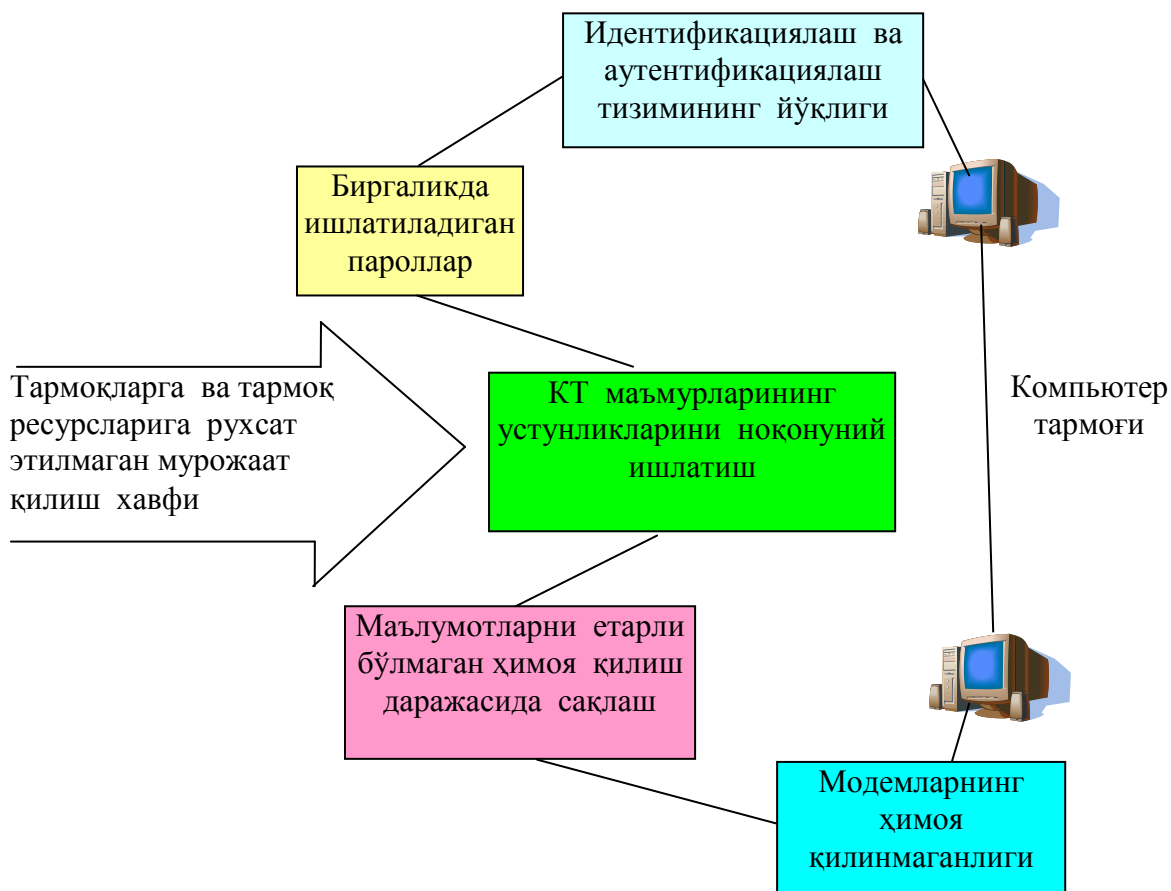 Идентификациялаш ва
аутентификациялаш
тизимининг йўқлиги
Биргаликда
ишлатиладиган
пароллар
Тармоқларга ва тармоқ
ресурсларига рухсат
этилмаган мурожаат
қилиш хавфи
КТ маъмурларининг
устунликларини ноқонуний
ишлатиш
Компьютер
тармоғи
Маълумотларни етарли
бўлмаган ҳимоя қилиш
даражасида сақлаш
Модемларнинг
ҳимоя
қилинмаганлиги